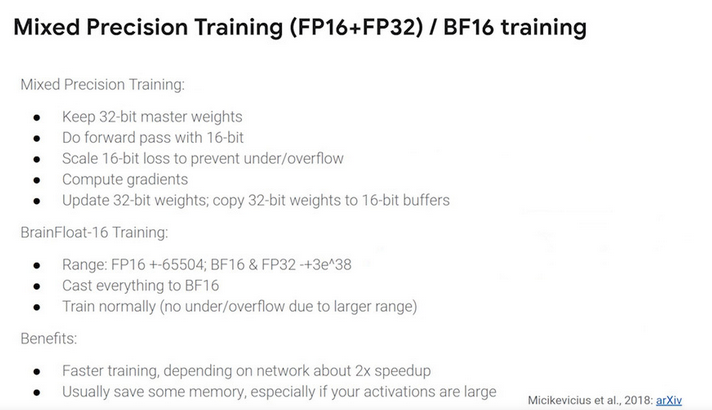 Mixed Precision Training (FP16+FP32) / BF16 training
Mixed Precision Training:
● Keep 32-bit master weights
● Do forward pass with 16-bit
● Scale 16-bit loss to prevent under/overflow
● Compute gradients
● Update 32-bit weights; copy 32-bit weights to 16-bit buffers
BrainFloat-16 Training:
● Range: FP16 +-65504; BF16 & FP32 -+3e^38
● Cast everything to BF16
● Train normally (no under/overflow due to larger range)
Benefits:
● Faster training, depending on network about 2x speedup
● Usually save some memory, especially if your activations are large
Micikevicius et al., 2018: arXiv